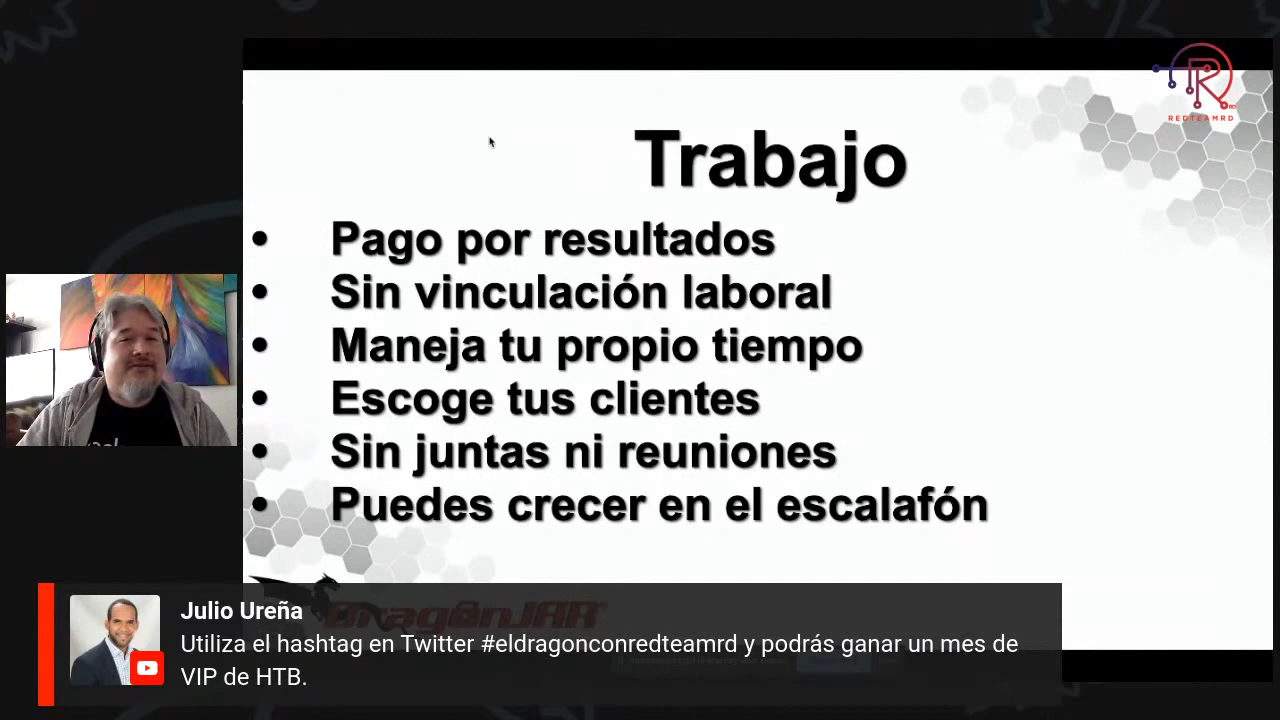 REDTEAMRD
Trabajo
• Pago por resultados
• Sin vinculación laboral
• Maneja tu propio tiempo
• Escoge tus clientes
• Sin juntas ni reuniones
• Puedes crecer en el escalafón
Drag@nJAR
Julio Ureña
Utiliza el hashtag en Twitter #eldragonconredteamrd y podrás ganar un mes de
VIP de HTB.